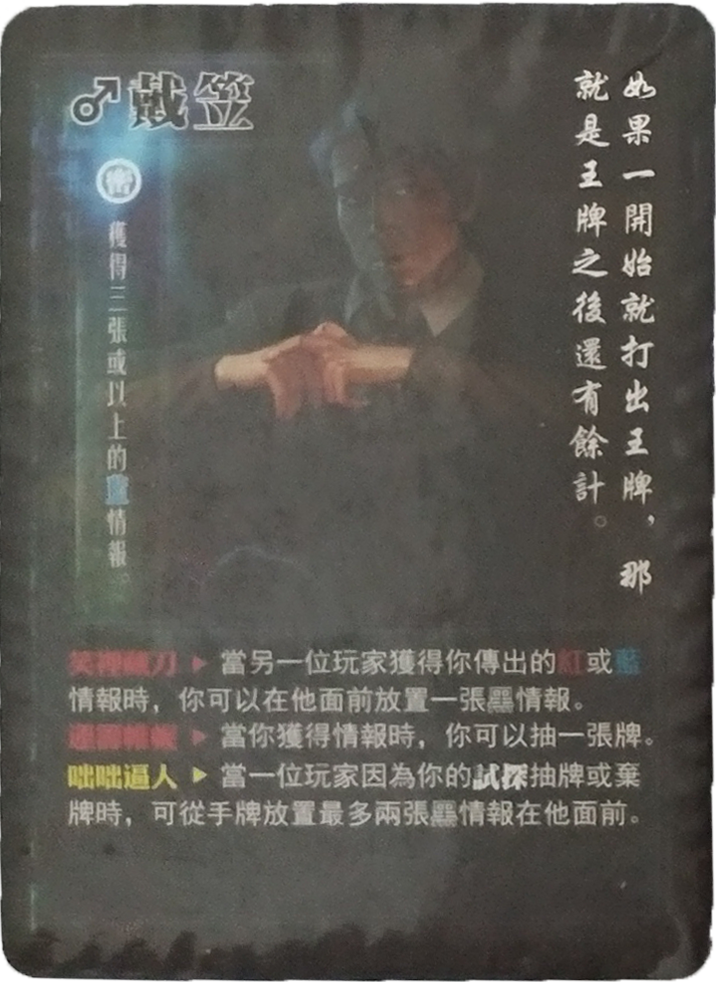 ♂戴笠
密
獲得三張或以上的藍情報。
如果一開始就打出王牌，那
就是王牌之後還有餘計。
笑裡藏刀 ▶ 當另一位玩家獲得你傳出的紅或藍
情報時，你可以在他面前放置一張黑情報。
▶ 當你獲得情報時，你可以抽一張牌。
咄咄逼人 ▶ 當一位玩家因為你的試探抽牌或棄
牌時，可從手牌放置最多兩張黑情報在他面前。